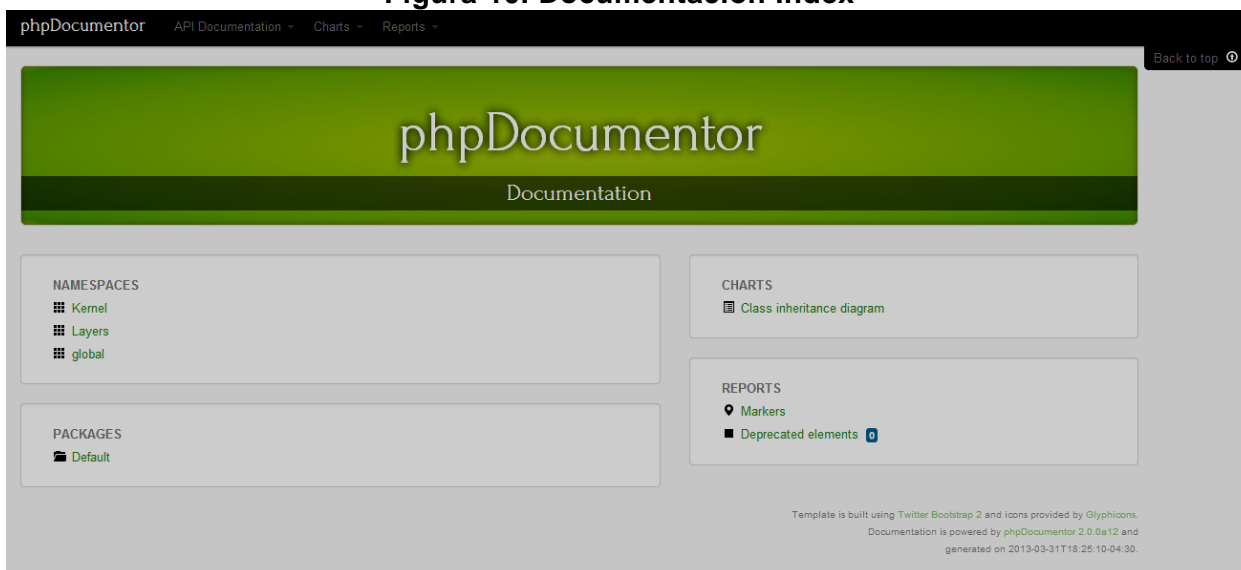 Figura 10. Documentación Index
phpDocumentor API Documentation Charts Reports
Back to top
phpDocumentor
Documentation
NAMESPACES
Kernel
Layers
global
PACKAGES
Default
CHARTS
Class inheritance diagram
REPORTS
Markers
Deprecated elements 0
Template is built using Twitter Bootstrap 2 and icons provided by Glyphicons.
Documentation is powered by phpDocumentor 2.0.0a12 and
generated on 2013-03-31T18:25:10-04:30.